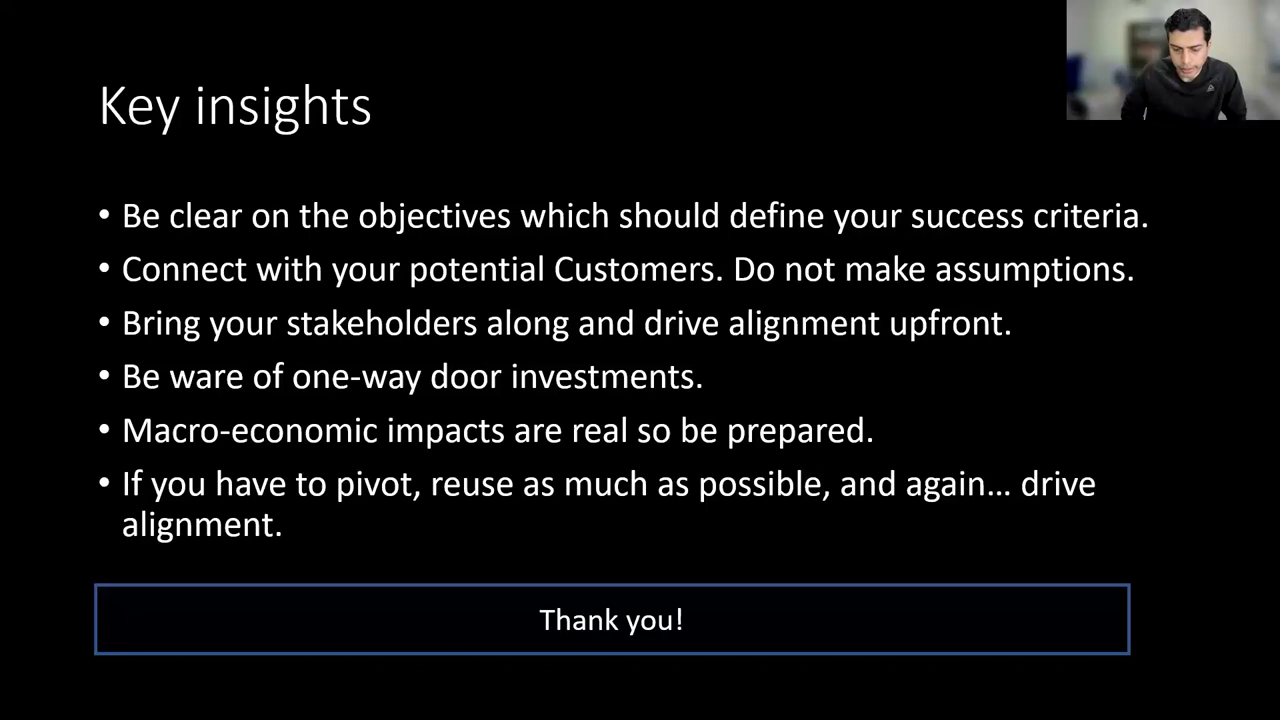 Key insights
• Be clear on the objectives which should define your success criteria.
• Connect with your potential Customers. Do not make assumptions.
• Bring your stakeholders along and drive alignment upfront.
• Be ware of one-way door investments.
• Macro-economic impacts are real so be prepared.
• If you have to pivot, reuse as much as possible, and again… drive
alignment.
Thank you!